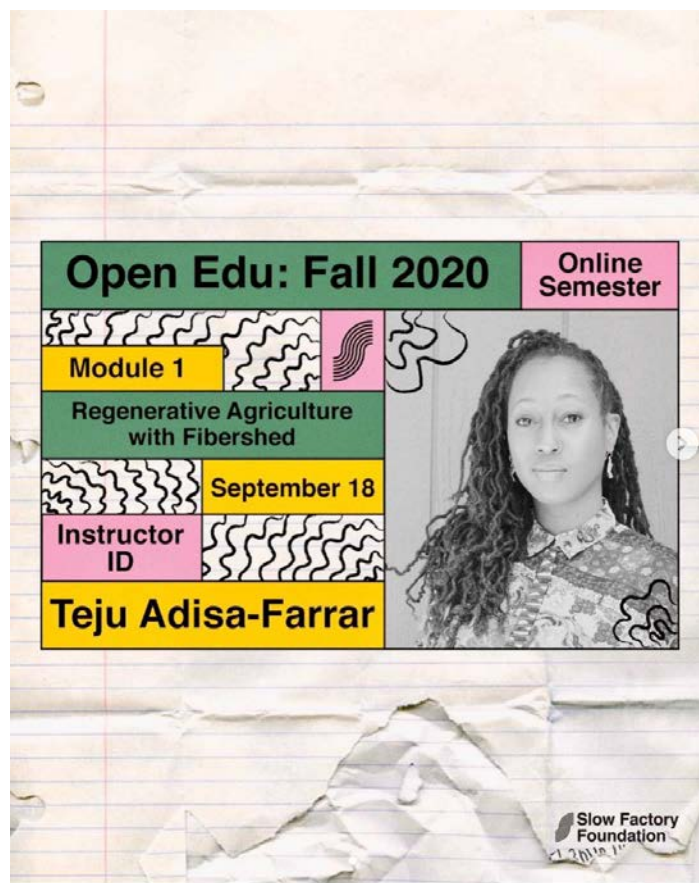 Open Edu: Fall 2020
Online
Semester
Module 1
Regenerative Agriculture
with Fibershed
September 18
Instructor
ID
Teju Adisa-Farrar
Slow Factory
Foundation